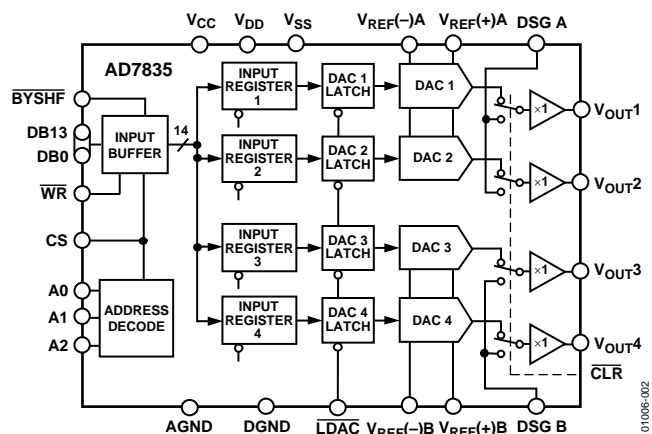 VCC VDD VSS VREF(–)A VREF(+)A DSG A
AD7835
BYSHF
DB13
DB0
WR
CS
A0
A1
A2
INPUT
BUFFER
14
ADDRESS
DECODE
INPUT
REGISTER
1
DAC 1
LATCH
DAC 1
×1
VOUT1
INPUT
REGISTER
2
DAC 2
LATCH
DAC 2
×1
VOUT2
INPUT
REGISTER
3
DAC 3
LATCH
DAC 3
×1
VOUT3
INPUT
REGISTER
4
DAC 4
LATCH
DAC 4
×1
VOUT4
CLR
AGND DGND LDAC VREF(–)B VREF(+)B DSG B
01006-002